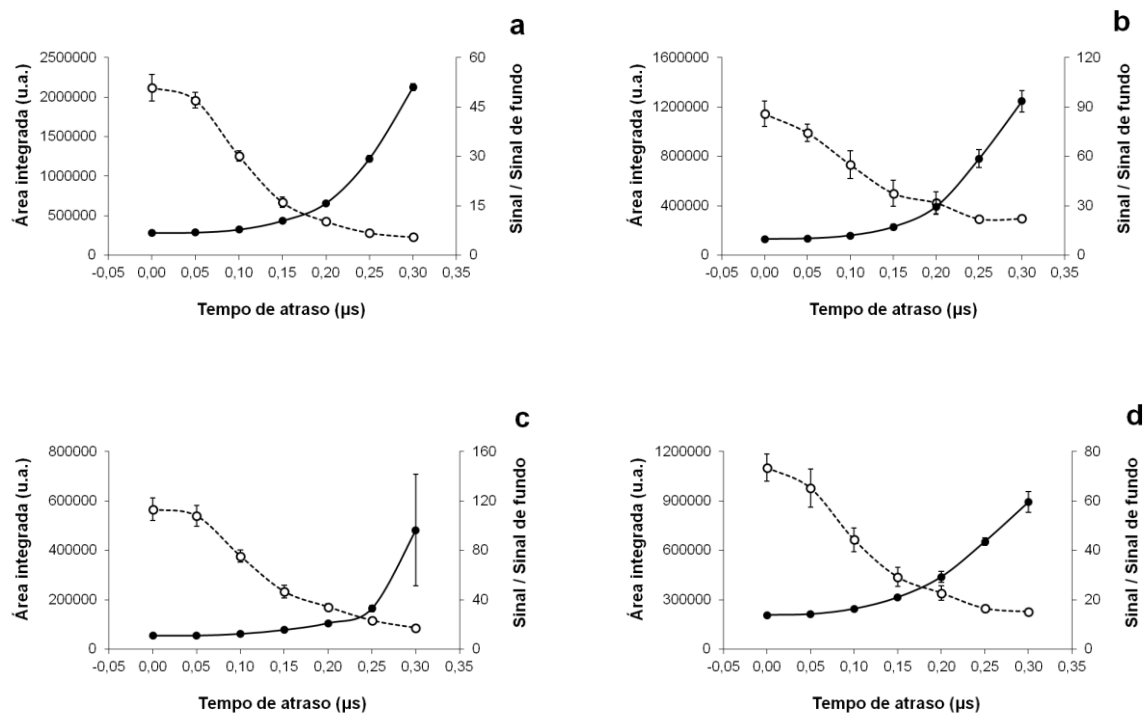 a
Área integrada (u.a.)
2500000
2000000
1500000
1000000
500000
0
60
45
30
15
0
Sinal / Sinal de fundo
-0,05 0,00 0,05 0,10 0,15 0,20 0,25 0,30 0,35
Tempo de atraso (µs)
b
Área integrada (u.a.)
1600000
1200000
800000
400000
0
120
90
60
30
0
Sinal / Sinal de fundo
-0,05 0,00 0,05 0,10 0,15 0,20 0,25 0,30 0,35
Tempo de atraso (µs)
c
Área integrada (u.a.)
800000
600000
400000
200000
0
160
120
80
40
0
Sinal / Sinal de fundo
-0,05 0,00 0,05 0,10 0,15 0,20 0,25 0,30 0,35
Tempo de atraso (µs)
d
Área integrada (u.a.)
1200000
900000
600000
300000
0
80
60
40
20
0
Sinal / Sinal de fundo
-0,05 0,00 0,05 0,10 0,15 0,20 0,25 0,30 0,35
Tempo de atraso (µs)